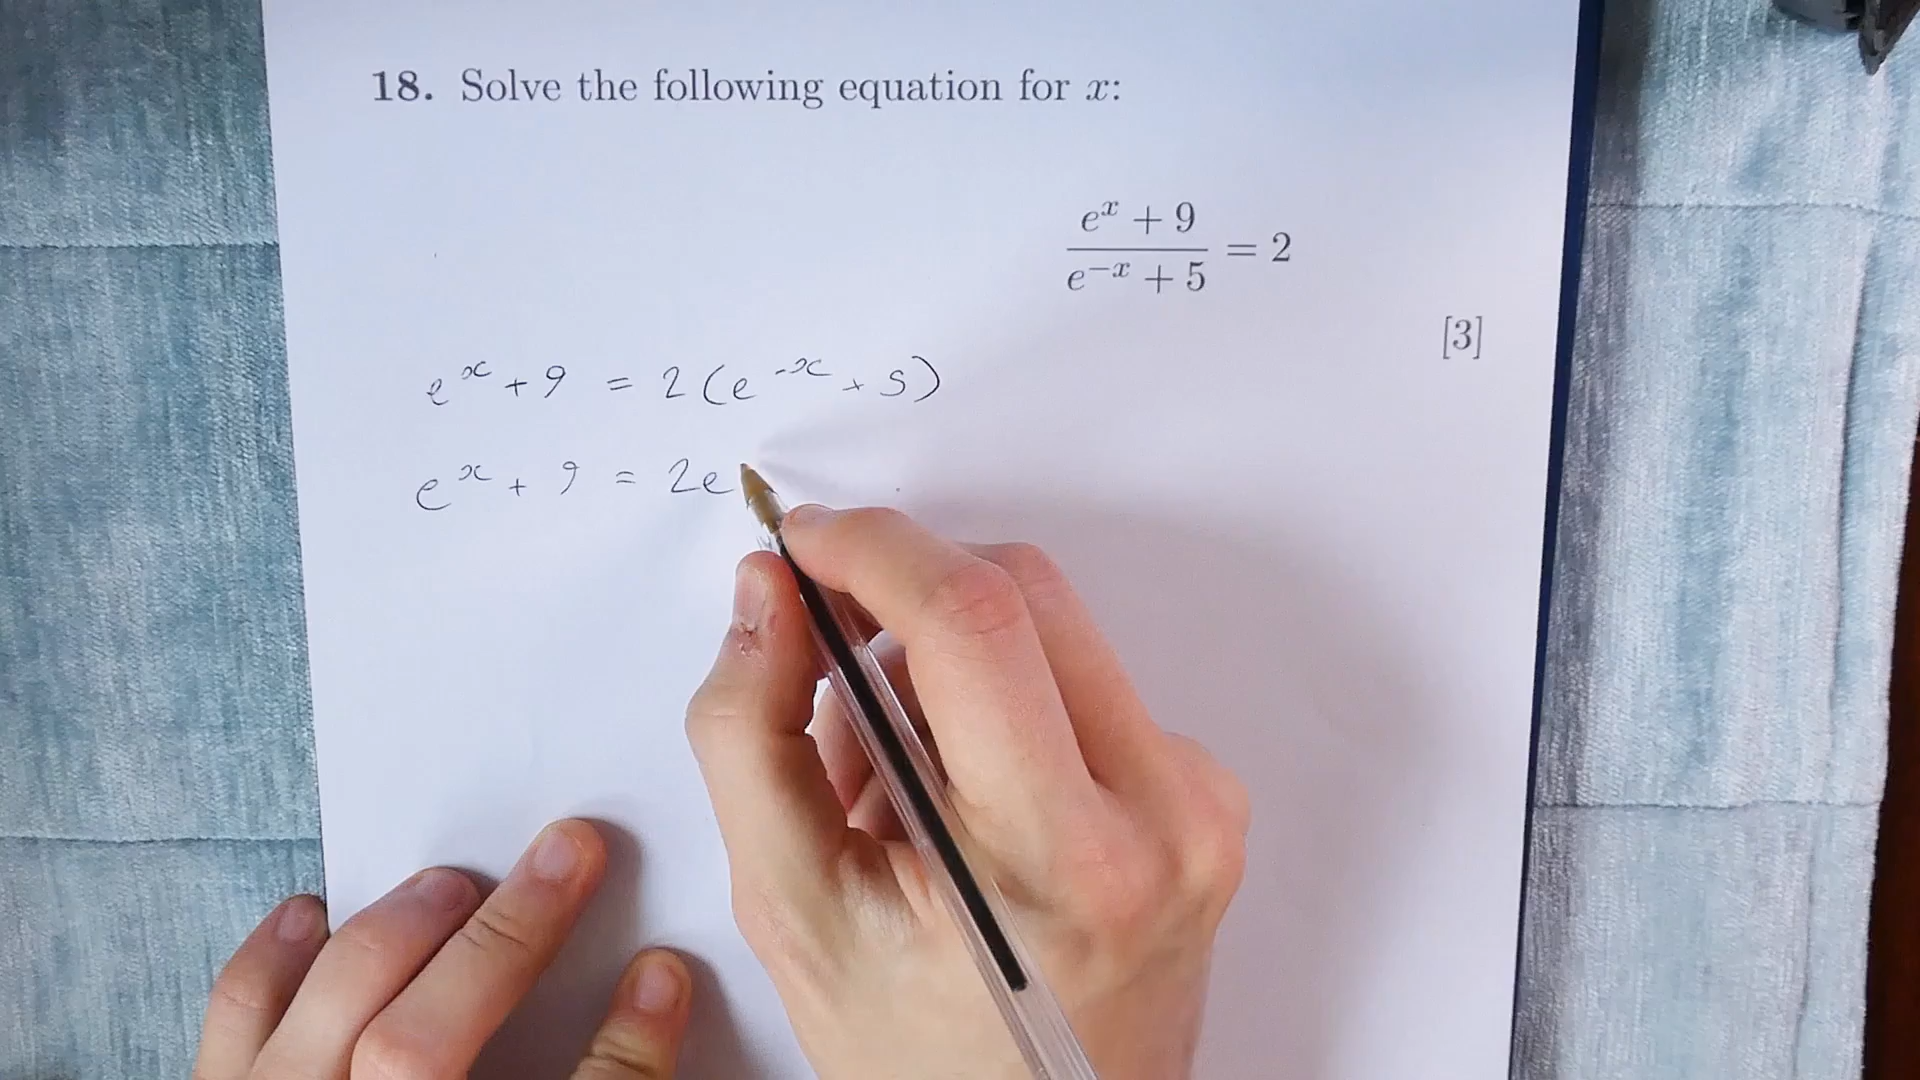 18. Solve the following equation for x:
e^x + 9
e^{-x} + 5
= 2
[3]
e^x + 9 = 2(e^{-x} + 5)
e^x + 9 = 2e